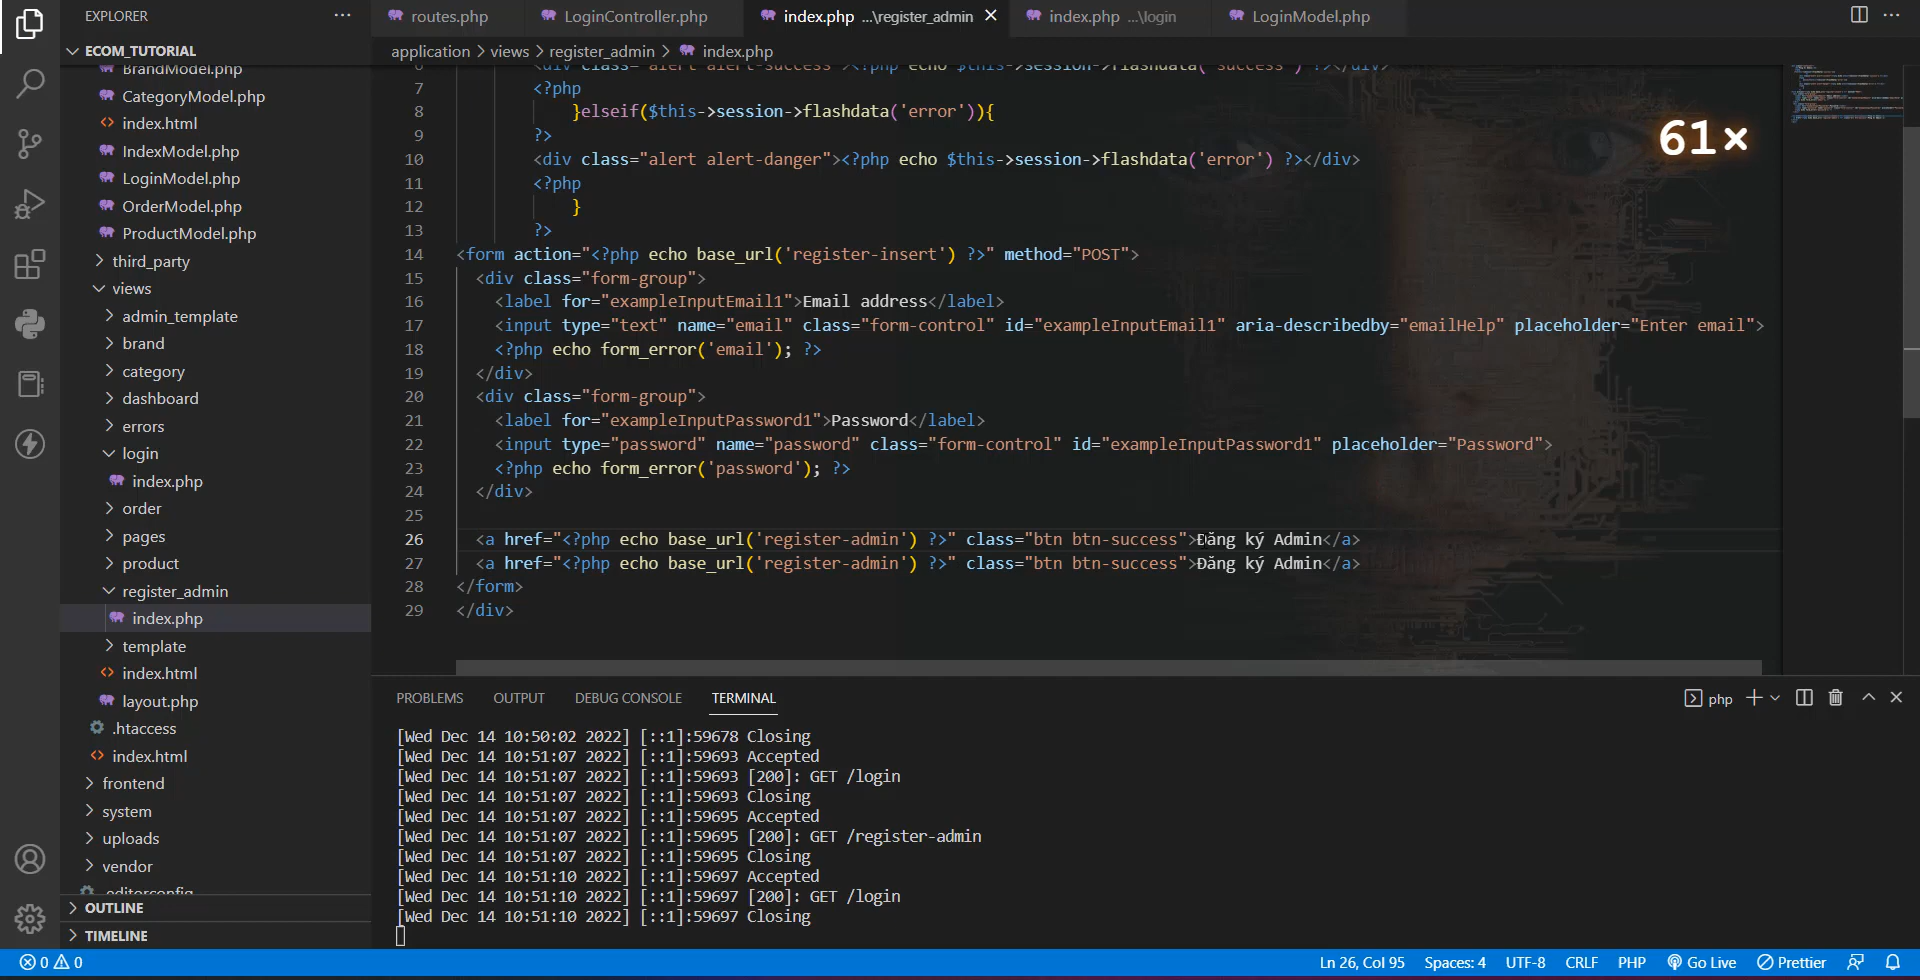 EXPLORER
routes.php
LoginController.php
index.php ...\register_admin
index.php ...\login
LoginModel.php
ECOM_TUTORIAL
application > views > register_admin > index.php
BrandModel.php
CategoryModel.php
index.html
IndexModel.php
LoginModel.php
OrderModel.php
ProductModel.php
third_party
views
admin_template
brand
category
dashboard
errors
login
index.php
order
pages
product
register_admin
index.php
template
index.html
layout.php
.htaccess
index.html
frontend
system
uploads
vendor
.editorconfig
OUTLINE
TIMELINE
6 <div class="alert alert-success"><?php echo $this->session->flashdata('success') ?></div>
7 <?php
8 }elseif($this->session->flashdata('error')){
9 ?>
10 <div class="alert alert-danger"><?php echo $this->session->flashdata('error') ?></div>
11 <?php
12 }
13 ?>
14 <form action="<?php echo base_url('register-insert') ?>" method="POST">
15 <div class="form-group">
16 <label for="exampleInputEmail1">Email address</label>
17 <input type="text" name="email" class="form-control" id="exampleInputEmail1" aria-describedby="emailHelp" placeholder="Enter email">
18 <?php echo form_error('email'); ?>
19 </div>
20 <div class="form-group">
21 <label for="exampleInputPassword1">Password</label>
22 <input type="password" name="password" class="form-control" id="exampleInputPassword1" placeholder="Password">
23 <?php echo form_error('password'); ?>
24 </div>
25
26 <a href="<?php echo base_url('register-admin') ?>" class="btn btn-success">Đăng ký Admin</a>
27 <a href="<?php echo base_url('register-admin') ?>" class="btn btn-success">Đăng ký Admin</a>
28 </form>
29 </div>
61×
PROBLEMS OUTPUT DEBUG CONSOLE TERMINAL
php
[Wed Dec 14 10:50:02 2022] [::1]:59678 Closing
[Wed Dec 14 10:51:07 2022] [::1]:59693 Accepted
[Wed Dec 14 10:51:07 2022] [::1]:59693 [200]: GET /login
[Wed Dec 14 10:51:07 2022] [::1]:59693 Closing
[Wed Dec 14 10:51:07 2022] [::1]:59695 Accepted
[Wed Dec 14 10:51:07 2022] [::1]:59695 [200]: GET /register-admin
[Wed Dec 14 10:51:07 2022] [::1]:59695 Closing
[Wed Dec 14 10:51:10 2022] [::1]:59697 Accepted
[Wed Dec 14 10:51:10 2022] [::1]:59697 [200]: GET /login
[Wed Dec 14 10:51:10 2022] [::1]:59697 Closing
0 0 Ln 26, Col 95 Spaces: 4 UTF-8 CRLF PHP Go Live Prettier